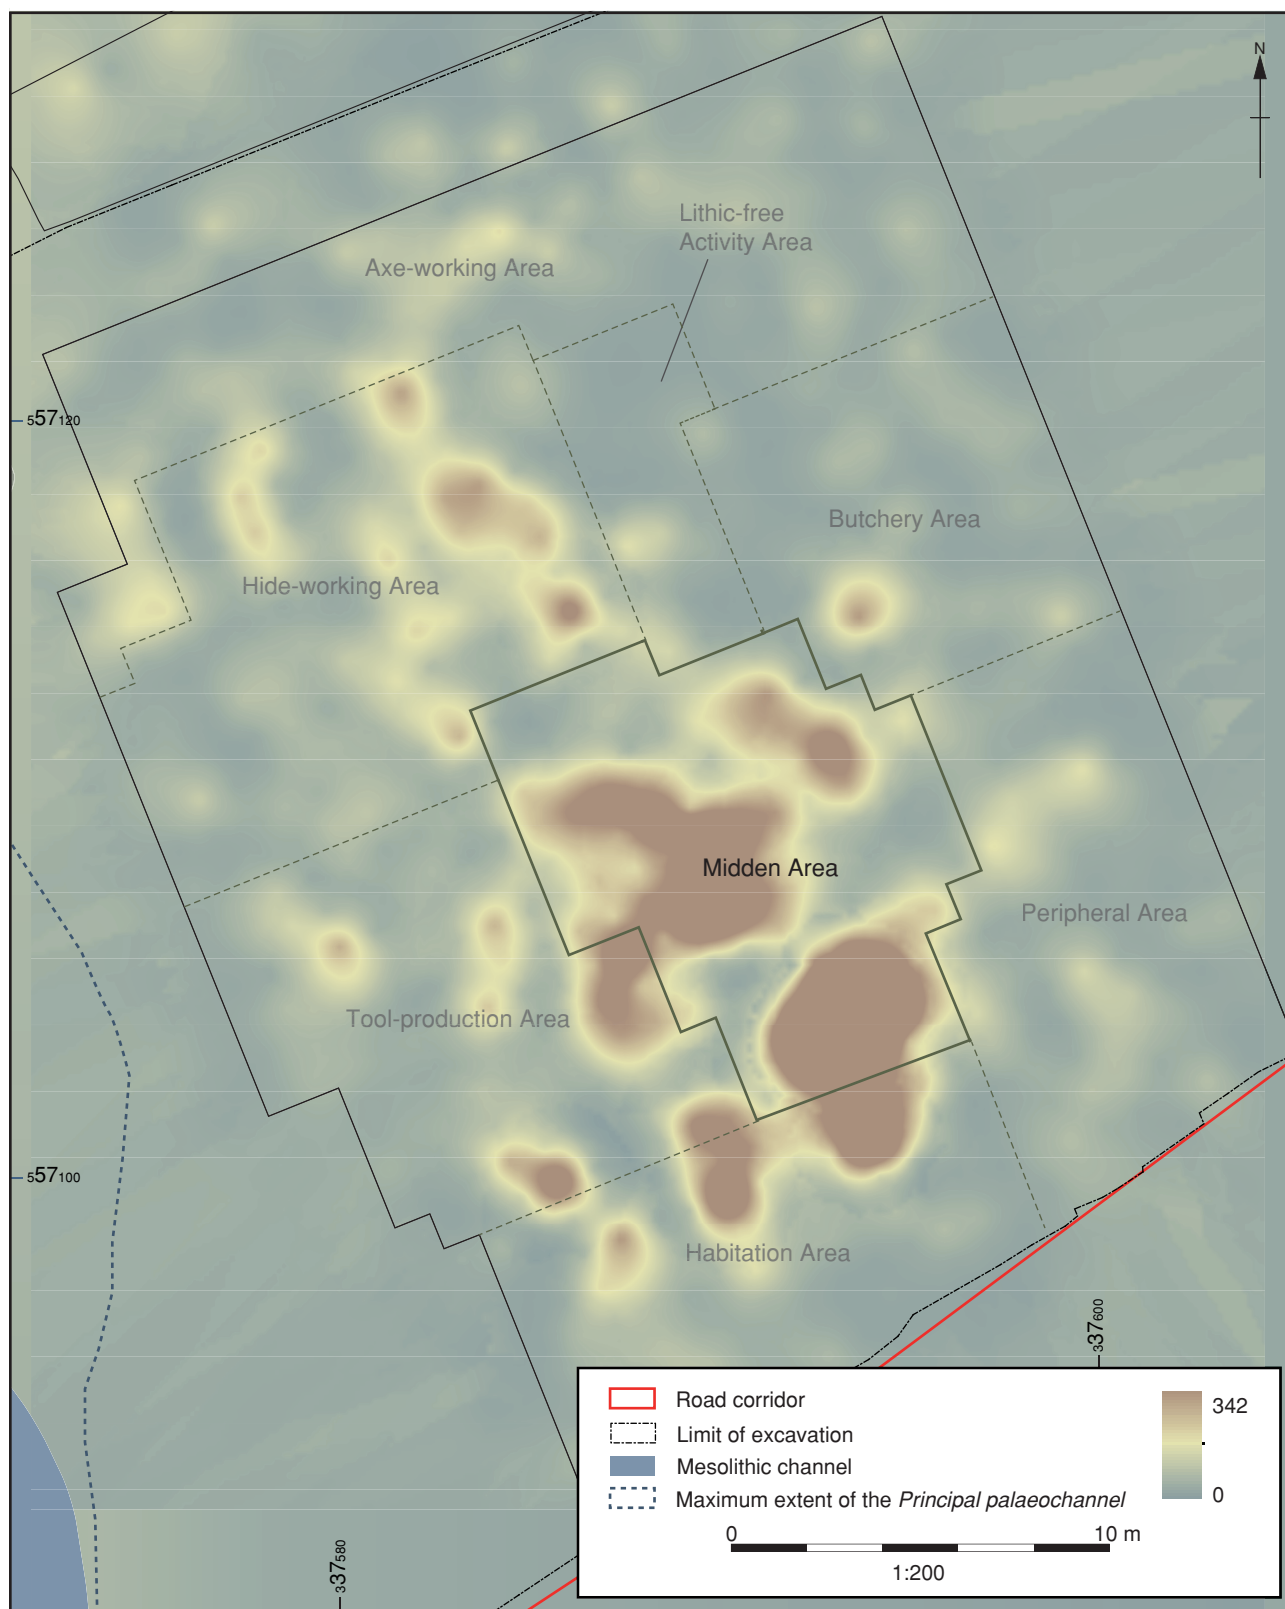 N
Lithic-free
Activity Area
Axe-working Area
557120
Butchery Area
Hide-working Area
Midden Area
Peripheral Area
Tool-production Area
557100
Habitation Area
337600
337580
Road corridor
Limit of excavation
Mesolithic channel
Maximum extent of the Principal palaeochannel
342
0
0 10 m
1:200